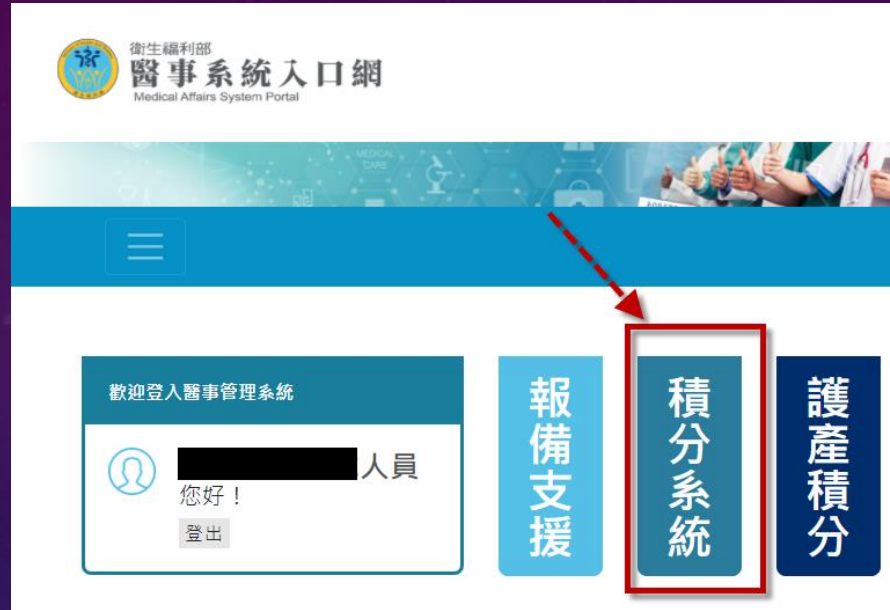 衛生福利部
醫事系統入口網
Medical Affairs System Portal
MEDICAL
CARE
歡迎登入醫事管理系統
人員
您好！
登出
報備支援
積分系統
護產積分